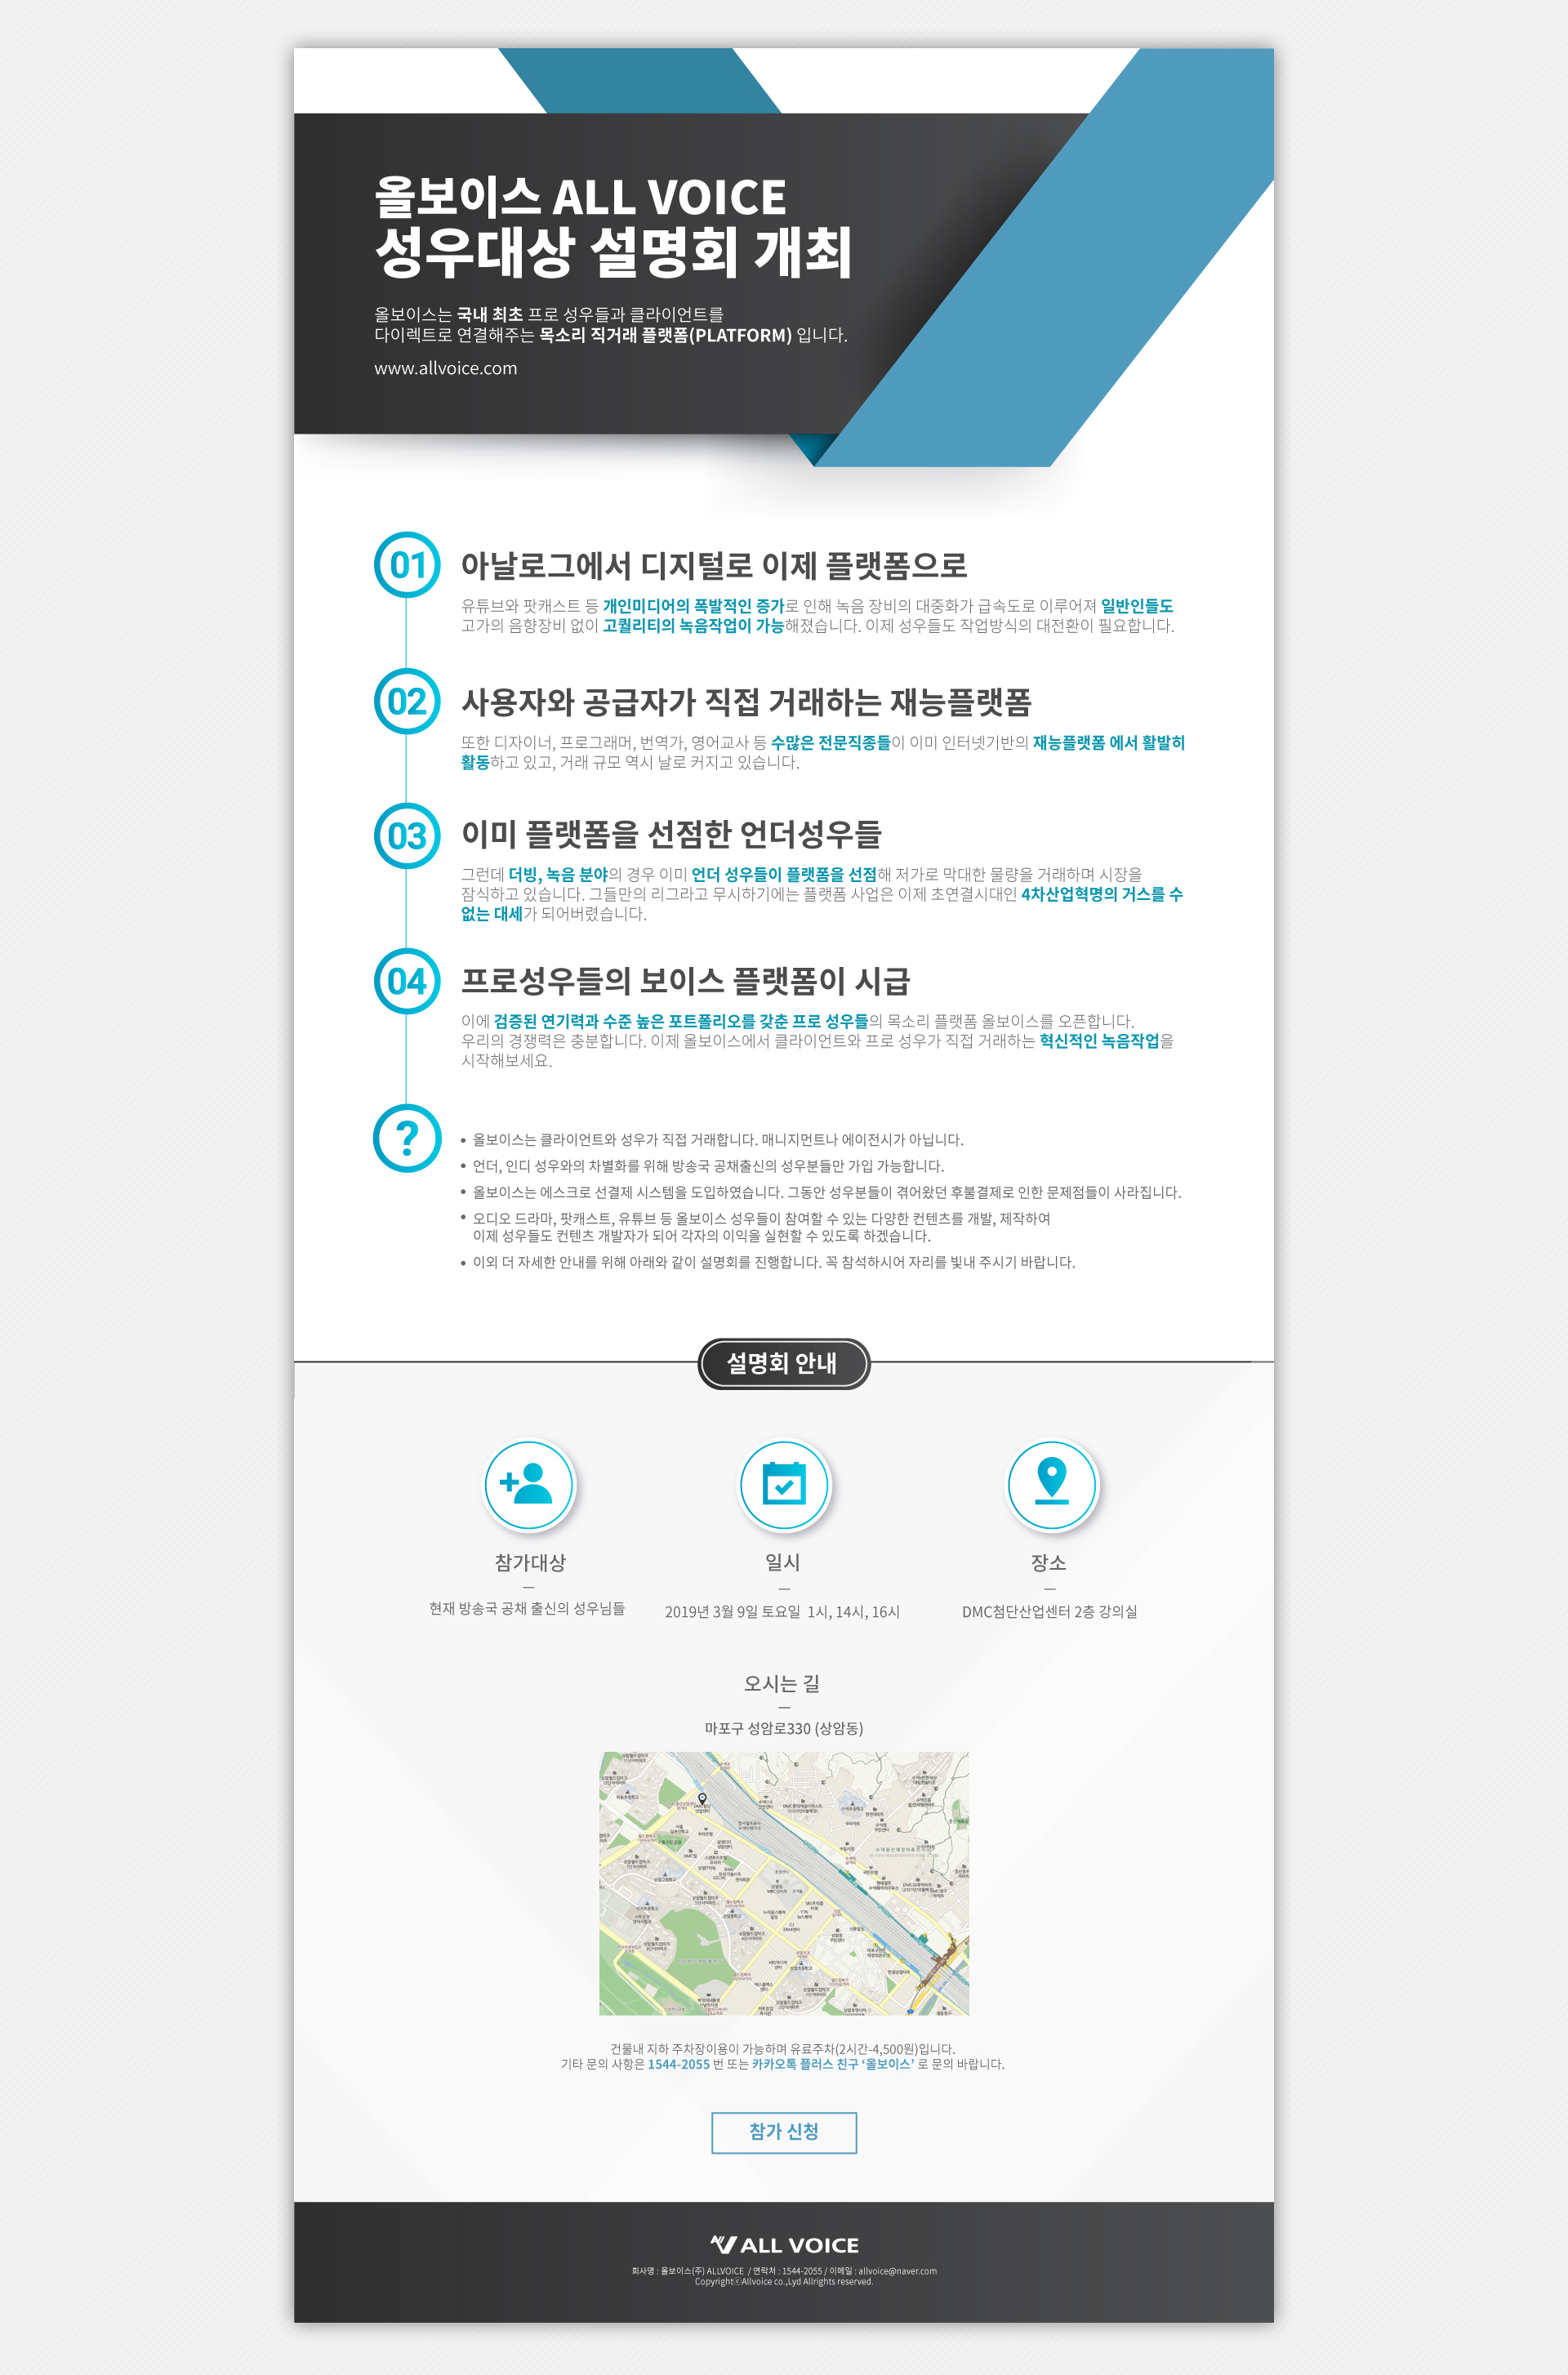 올보이스 ALL VOICE
성우대상 설명회 개최
올보이스는 국내 최초 프로 성우들과 클라이언트를
다이렉트로 연결해주는 목소리 직거래 플랫폼(PLATFORM) 입니다.
www.allvoice.com
01 아날로그에서 디지털로 이제 플랫폼으로
유튜브와 팟캐스트 등 개인미디어의 폭발적인 증가로 인해 녹음 장비의 대중화가 급속도로 이루어져 일반인들도
고가의 음향장비 없이 고퀄리티의 녹음작업이 가능해졌습니다. 이제 성우들도 작업방식의 대전환이 필요합니다.
02 사용자와 공급자가 직접 거래하는 재능플랫폼
또한 디자이너, 프로그래머, 번역가, 영어교사 등 수많은 전문직종들이 이미 인터넷기반의 재능플랫폼 에서 활발히
활동하고 있고, 거래 규모 역시 날로 커지고 있습니다.
03 이미 플랫폼을 선점한 언더성우들
그런데 더빙, 녹음 분야의 경우 이미 언더 성우들이 플랫폼을 선점해 저가로 막대한 물량을 거래하며 시장을
잠식하고 있습니다. 그들만의 리그라고 무시하기에는 플랫폼 사업은 이제 초연결시대인 4차산업혁명의 거스를 수
없는 대세가 되어버렸습니다.
04 프로성우들의 보이스 플랫폼이 시급
이에 검증된 연기력과 수준 높은 포트폴리오를 갖춘 프로 성우들의 목소리 플랫폼 올보이스를 오픈합니다.
우리의 경쟁력은 충분합니다. 이제 올보이스에서 클라이언트와 프로 성우가 직접 거래하는 혁신적인 녹음작업을
시작해보세요.
?
• 올보이스는 클라이언트와 성우가 직접 거래합니다. 매니지먼트나 에이전시가 아닙니다.
• 언더, 인디 성우와의 차별화를 위해 방송국 공채출신의 성우분들만 가입 가능합니다.
• 올보이스는 에스크로 선결제 시스템을 도입하였습니다. 그동안 성우분들이 겪어왔던 후불결제로 인한 문제점들이 사라집니다.
• 오디오 드라마, 팟캐스트, 유튜브 등 올보이스 성우들이 참여할 수 있는 다양한 컨텐츠를 개발, 제작하여
이제 성우들도 컨텐츠 개발자가 되어 각자의 이익을 실현할 수 있도록 하겠습니다.
• 이외 더 자세한 안내를 위해 아래와 같이 설명회를 진행합니다. 꼭 참석하시어 자리를 빛내 주시기 바랍니다.
설명회 안내
참가대상
현재 방송국 공채 출신의 성우님들
일시
2019년 3월 9일 토요일 1시, 14시, 16시
장소
DMC첨단산업센터 2층 강의실
오시는 길
마포구 성암로330 (상암동)
건물내 지하 주차장이용이 가능하며 유료주차(2시간-4,500원)입니다.
기타 문의 사항은 1544-2055 번 또는 카카오톡 플러스 친구 ‘올보이스’ 로 문의 바랍니다.
참가 신청
ALL VOICE
회사명 : 올보이스(주) ALLVOICE / 연락처 : 1544-2055 / 이메일 : allvoice@naver.com
Copyrightⓒ Allvoice co.,Lyd Allrights reserved.